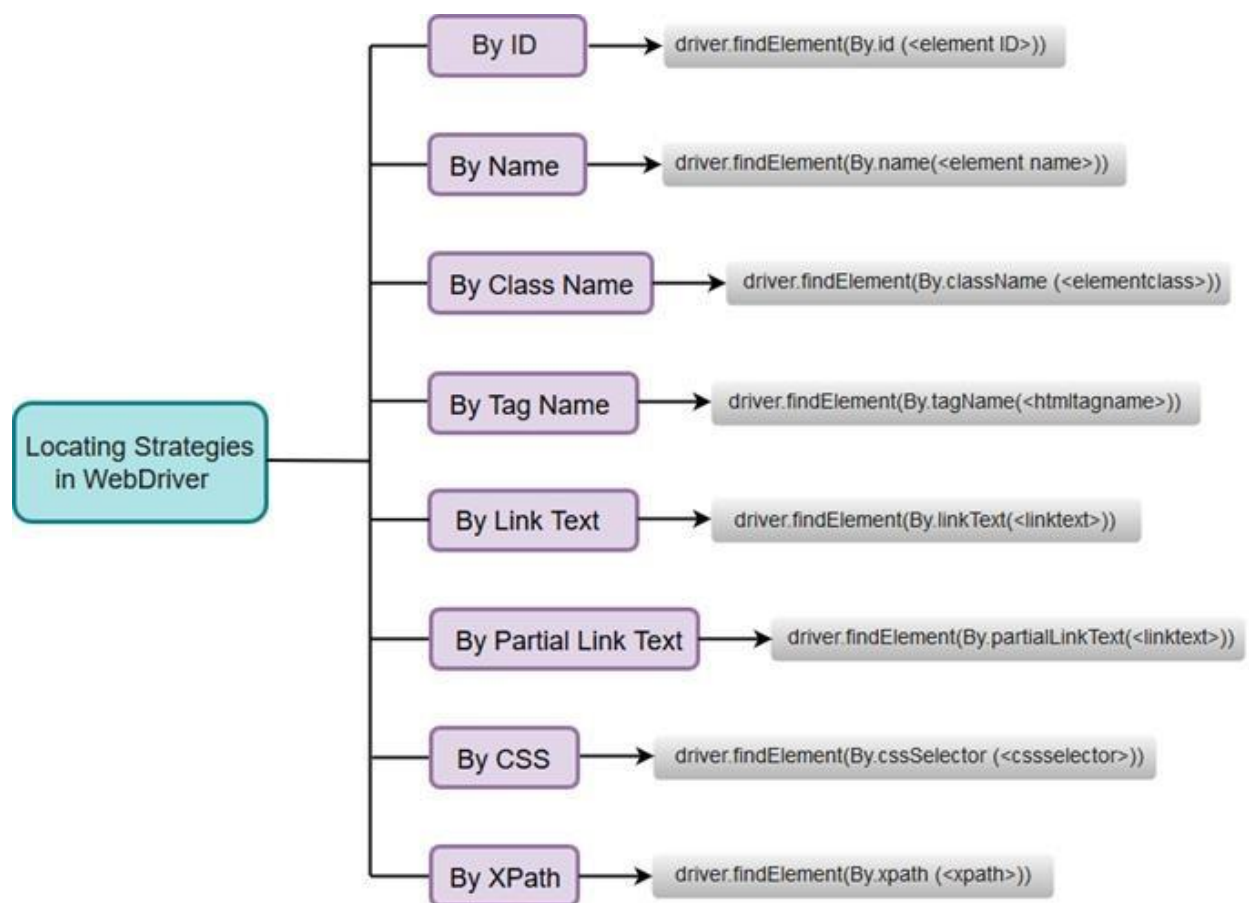 By ID
driver.findElement(By.id (<element ID>))
By Name
driver.findElement(By.name(<element name>))
By Class Name
driver.findElement(By.className (<elementclass>))
By Tag Name
driver.findElement(By.tagName(<htmltagname>))
Locating Strategies
in WebDriver
By Link Text
driver.findElement(By.linkText(<linktext>))
By Partial Link Text
driver.findElement(By.partialLinkText(<linktext>))
By CSS
driver.findElement(By.cssSelector (<cssselector>))
By XPath
driver.findElement(By.xpath (<xpath>))